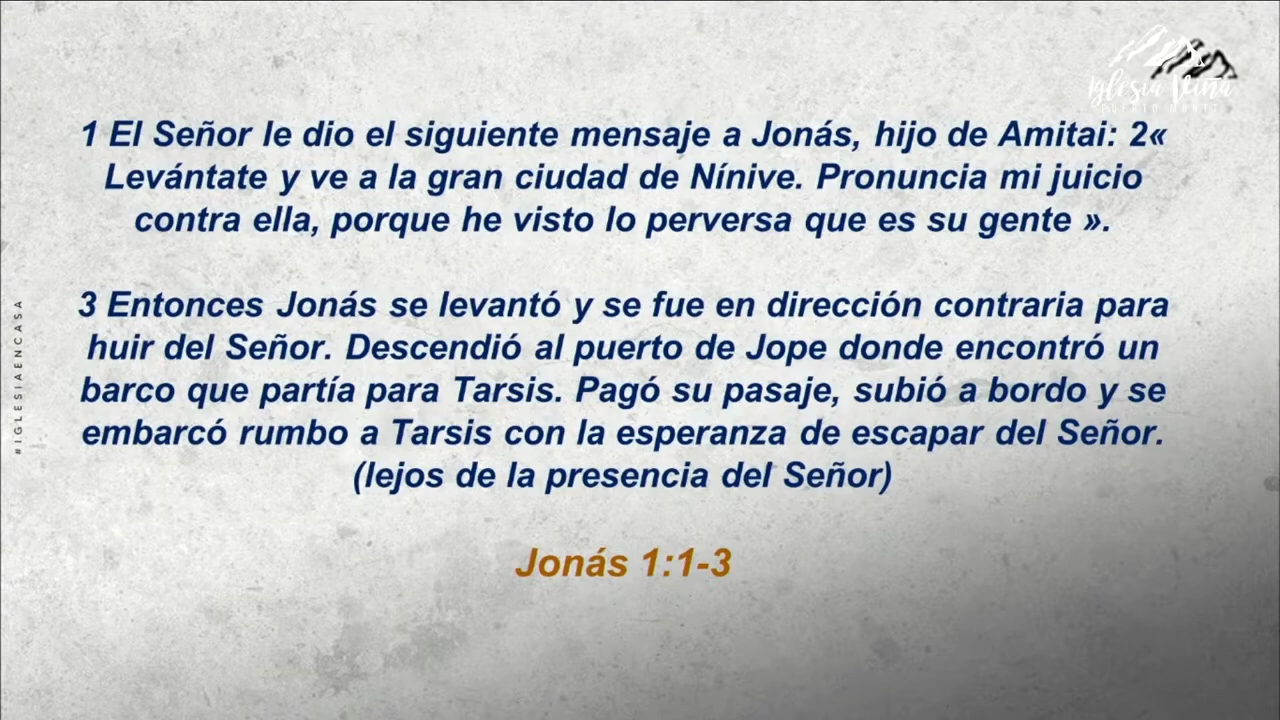 Iglesia Viña
PUERTO MONTT
1 El Señor le dio el siguiente mensaje a Jonás, hijo de Amitai: 2«
Levántate y ve a la gran ciudad de Nínive. Pronuncia mi juicio
contra ella, porque he visto lo perversa que es su gente ».
3 Entonces Jonás se levantó y se fue en dirección contraria para
huir del Señor. Descendió al puerto de Jope donde encontró un
barco que partía para Tarsis. Pagó su pasaje, subió a bordo y se
embarcó rumbo a Tarsis con la esperanza de escapar del Señor.
(lejos de la presencia del Señor)
Jonás 1:1-3
#IGLESIAENCASA